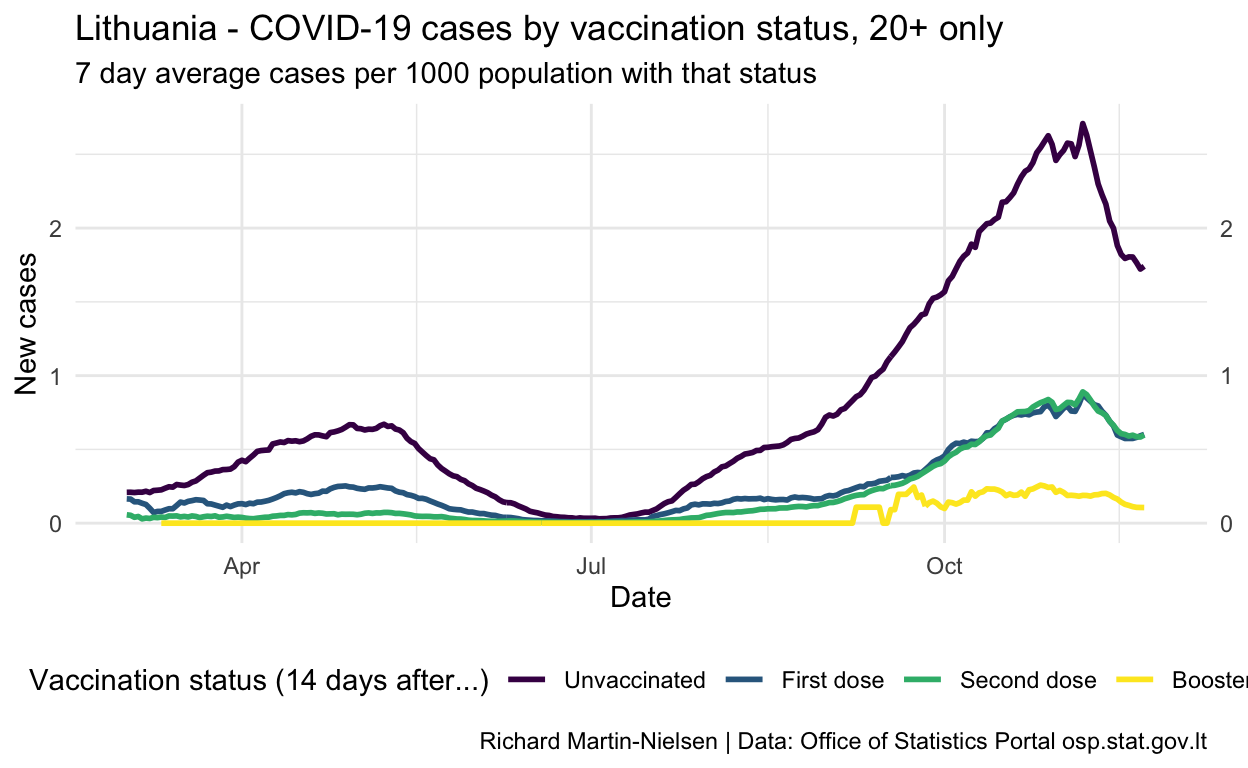 Lithuania - COVID-19 cases by vaccination status, 20+ only
7 day average cases per 1000 population with that status
New cases
2
2
1
1
0
0
Apr
Jul
Oct
Date
Vaccination status (14 days after...)
Unvaccinated
First dose
Second dose
Booster
Richard Martin-Nielsen | Data: Office of Statistics Portal osp.stat.gov.lt